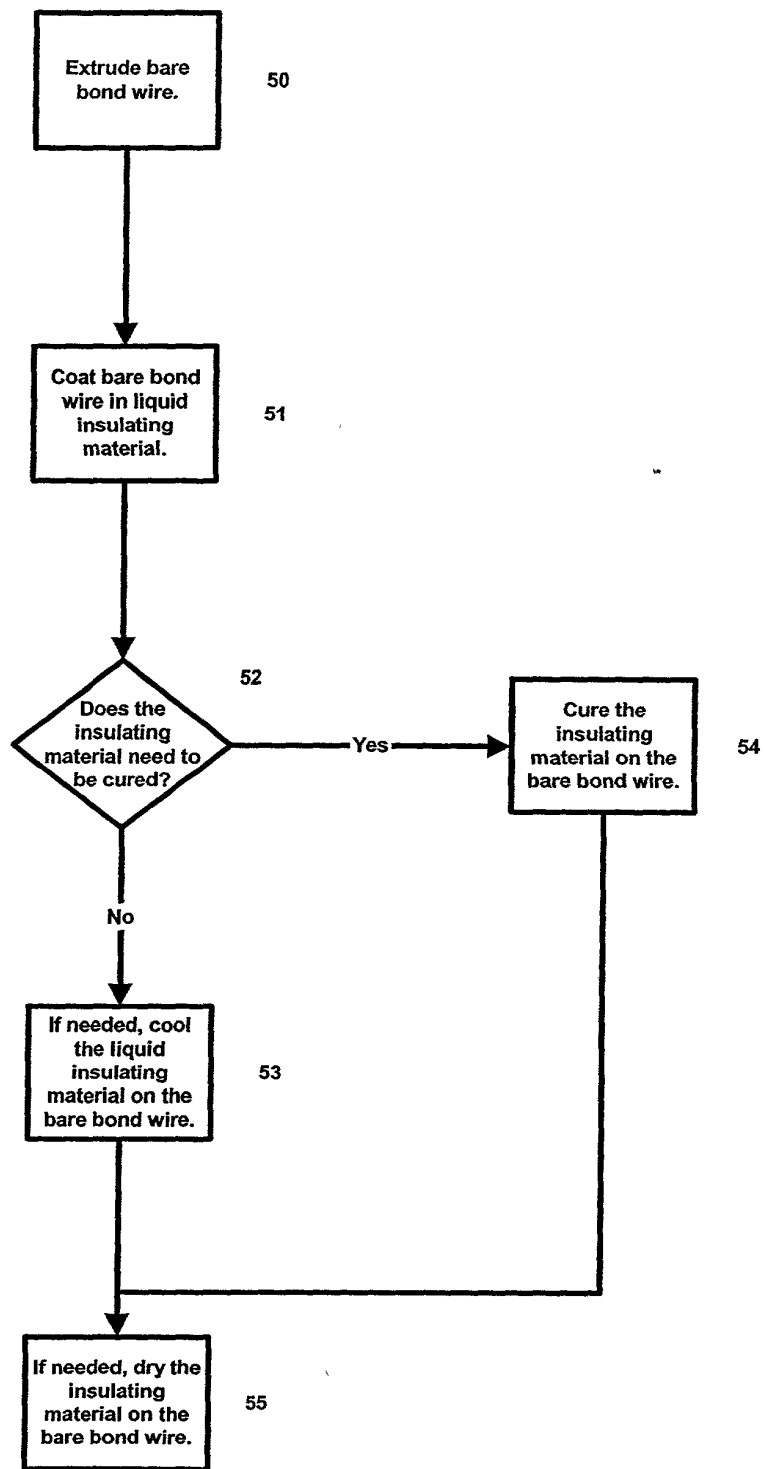 Extrude bare
bond wire.
50
Coat bare bond
wire in liquid
insulating
material.
51
52
Does the
insulating
material need to
be cured?
Yes
Cure the
insulating
material on the
bare bond wire.
54
No
If needed, cool
the liquid
insulating
material on the
bare bond wire.
53
If needed, dry the
insulating
material on the
bare bond wire.
55